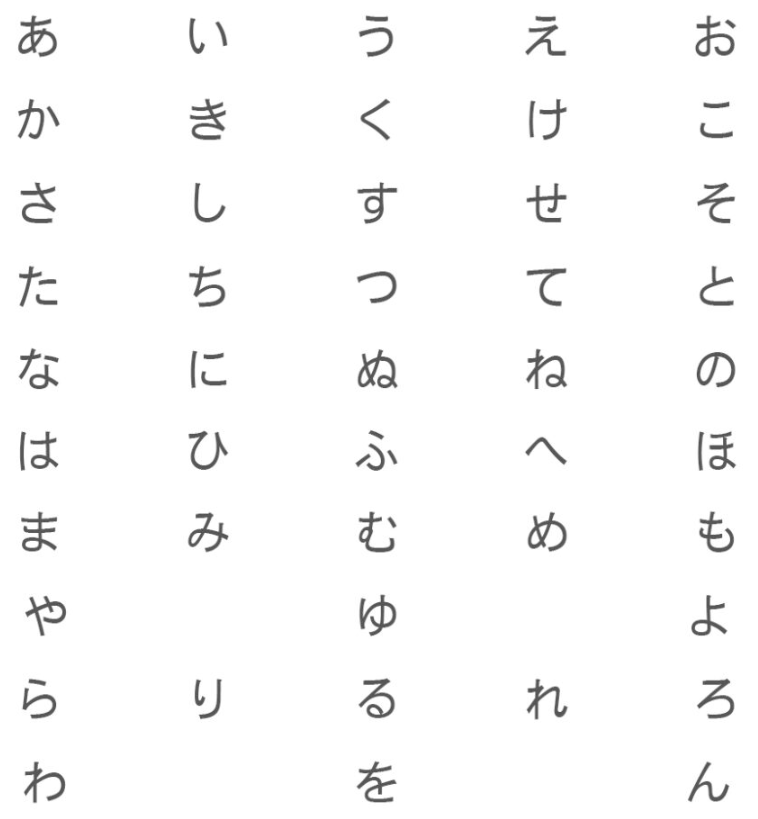 あ い う え お
か き く け こ
さ し す せ そ
た ち つ て と
な に ぬ ね の
は ひ ふ へ ほ
ま み む め も
や ゆ よ
ら り る れ ろ
わ を ん